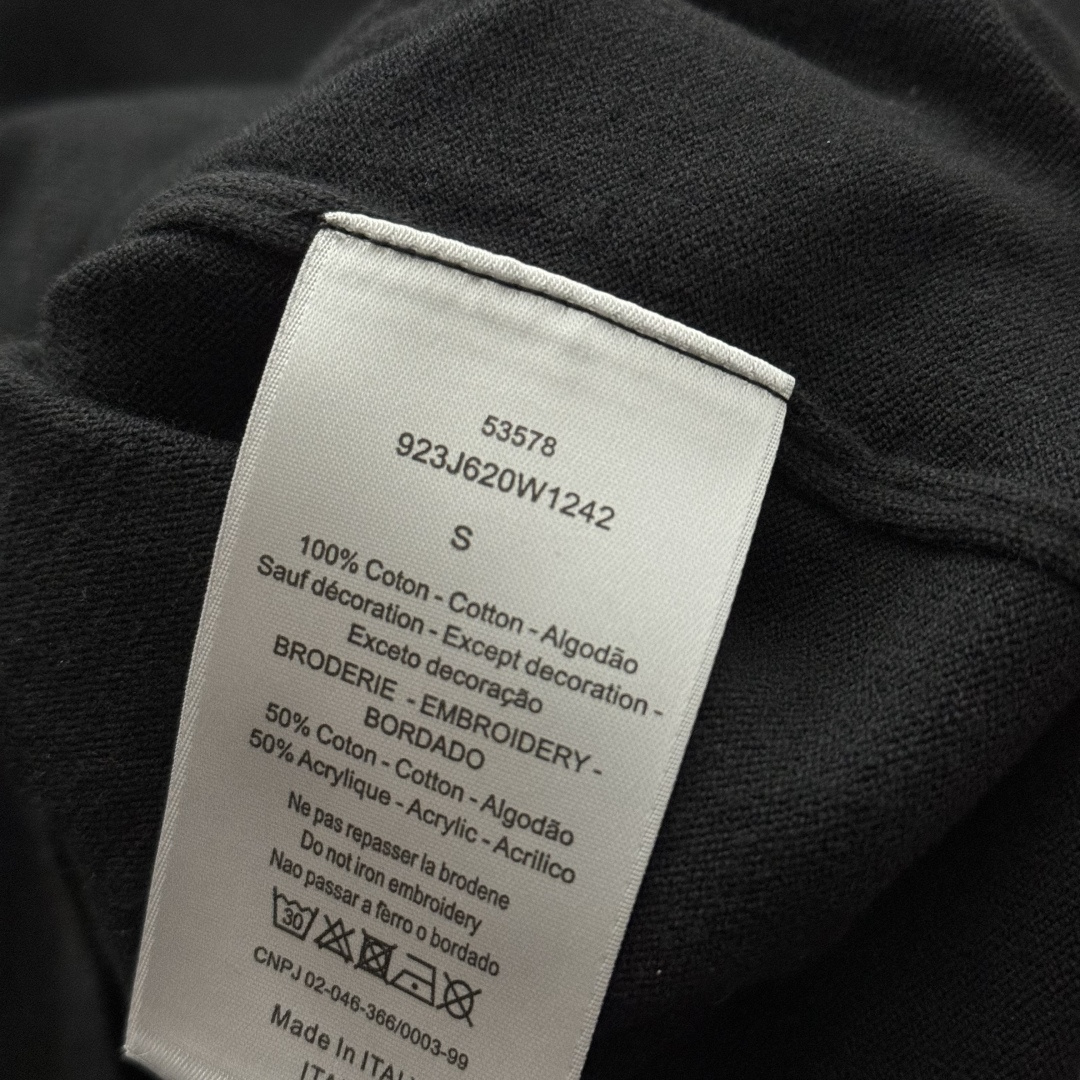 53578
923J620W1242
S
100% Coton - Cotton - Algodão
Sauf décoration - Except decoration -
Exceto decoração
BRODERIE - EMBROIDERY -
BORDADO
50% Coton - Cotton - Algodão
50% Acrylique - Acrylic - Acrilico
Ne pas repasser la brodene
Do not iron embroidery
Nao passar a ferro o bordado
30
CNPJ 02-046-366/0003-99
Made In ITALY